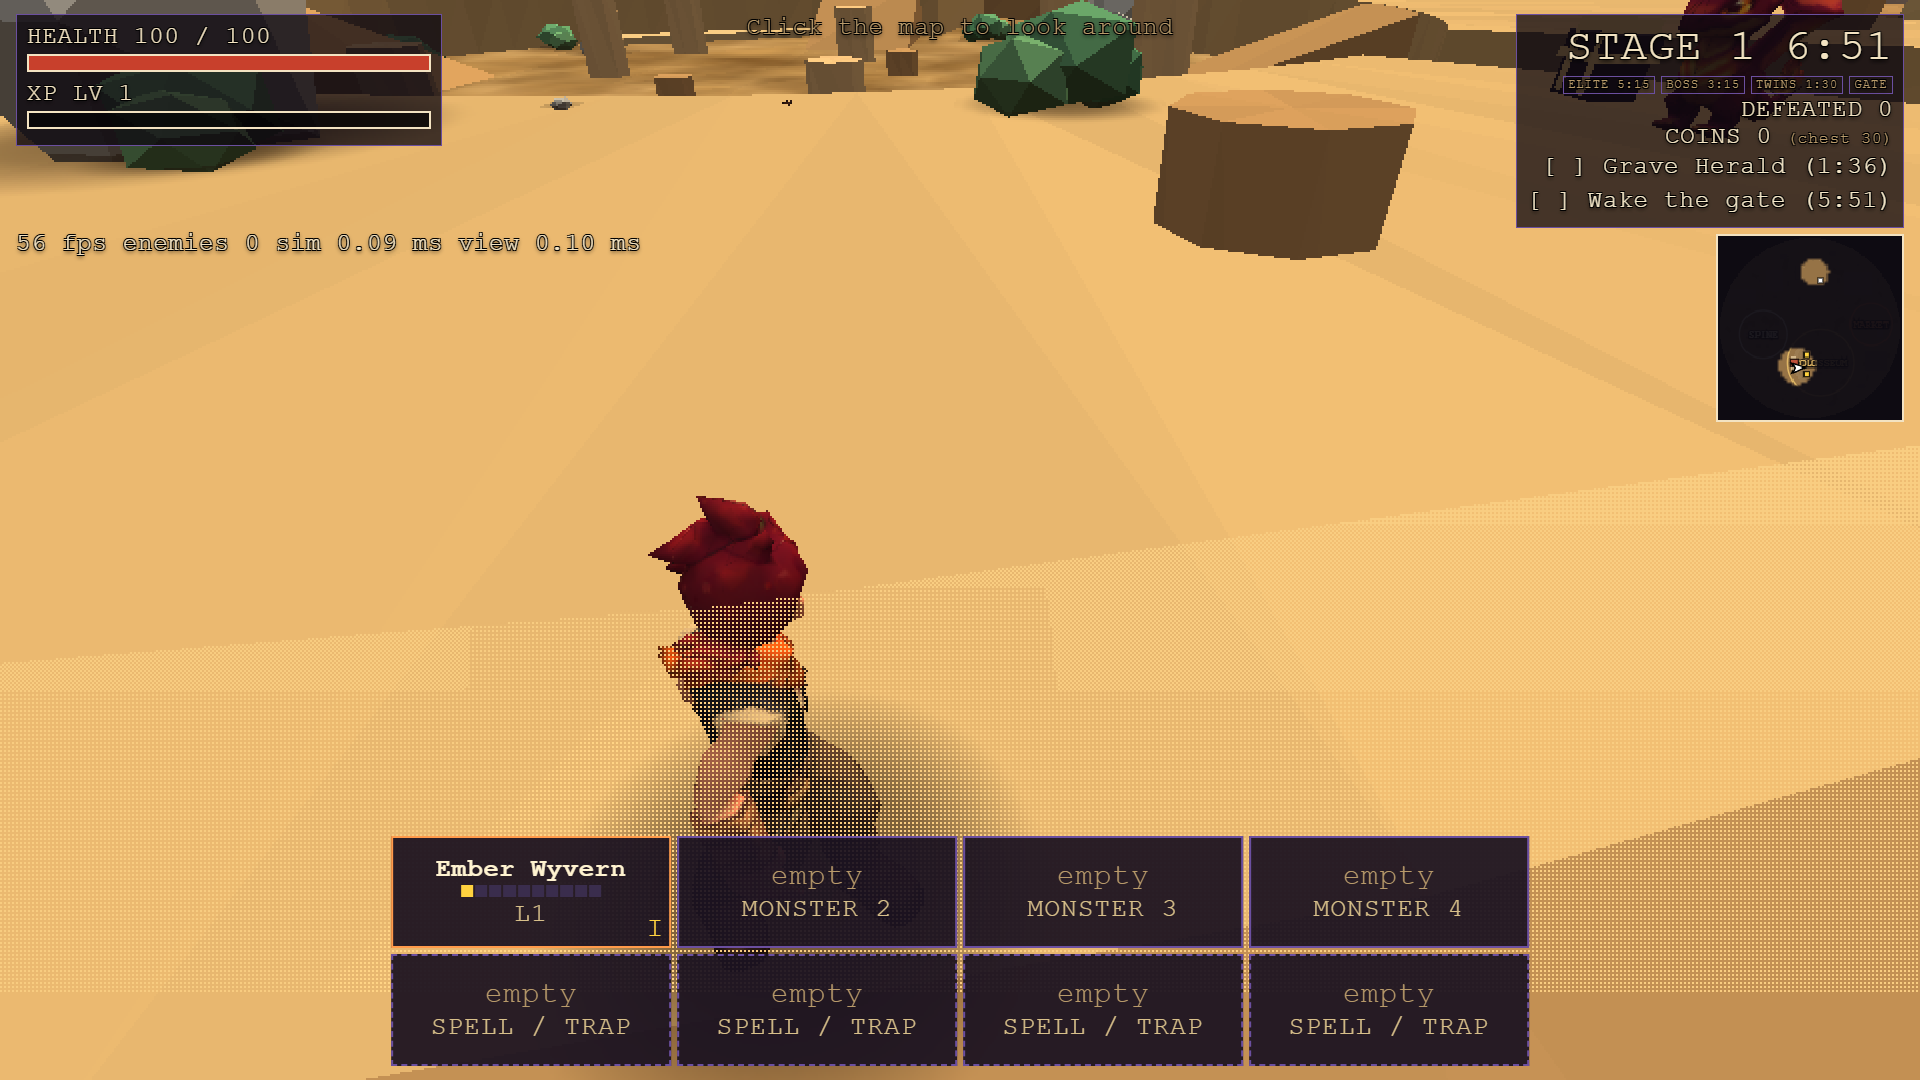 HEALTH 100 / 100
XP LV 1
Click the map to look around
STAGE 1 6:51
ELITE 5:15 BOSS 3:15 TWINS 1:30 GATE
DEFEATED 0
COINS 0 (chest 30)
[ ] Grave Herald (1:36)
[ ] Wake the gate (5:51)
56 fps enemies 0 sim 0.09 ms view 0.10 ms
Ember Wyvern
L1
I
empty
MONSTER 2
empty
MONSTER 3
empty
MONSTER 4
empty
SPELL / TRAP
empty
SPELL / TRAP
empty
SPELL / TRAP
empty
SPELL / TRAP